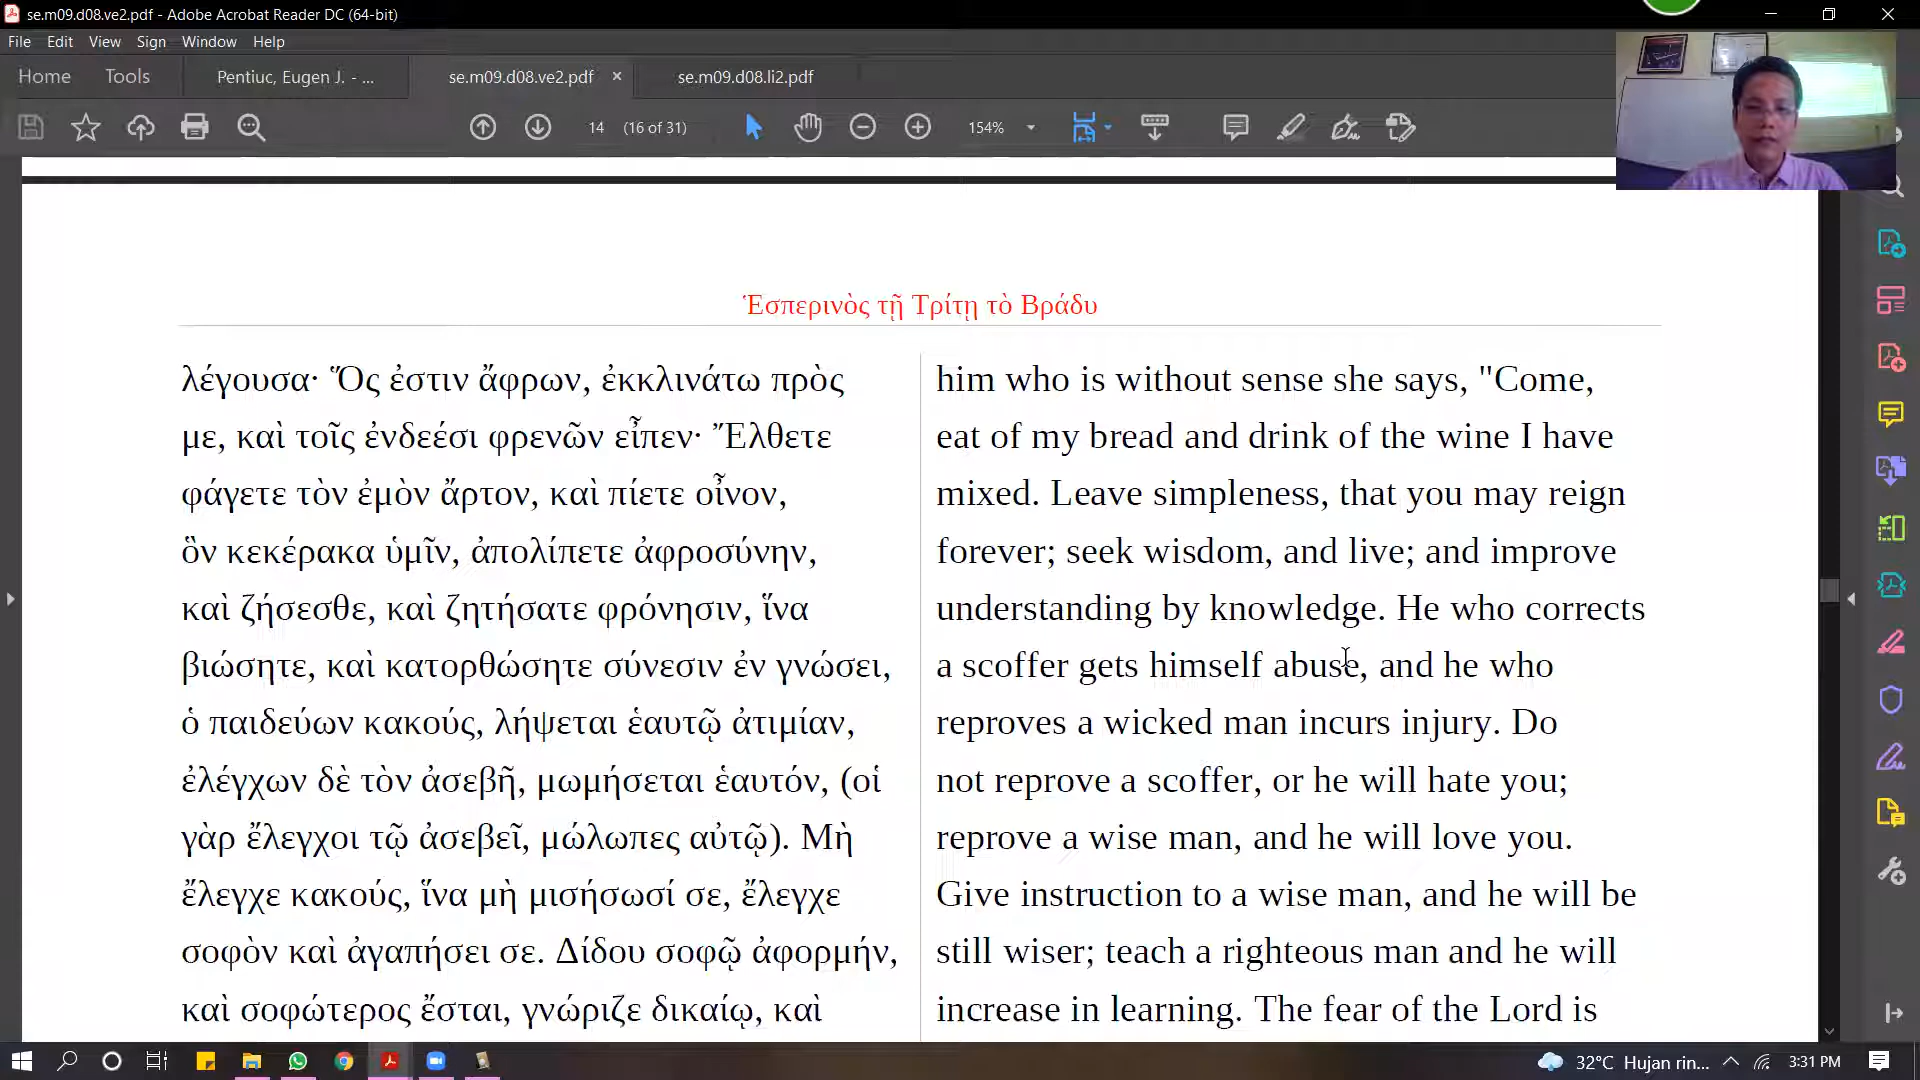 se.m09.d08.ve2.pdf - Adobe Acrobat Reader DC (64-bit)
File Edit View Sign Window Help
Home Tools Pentiuc, Eugen J. - ... se.m09.d08.ve2.pdf × se.m09.d08.li2.pdf
14 (16 of 31) 154%
Ἑσπερινὸς τῇ Τρίτῃ τὸ Βράδυ
λέγουσα· Ὅς ἐστιν ἄφρων, ἐκκλινάτω πρὸς
με, καὶ τοῖς ἐνδεέσι φρενῶν εἶπεν· Ἔλθετε
φάγετε τὸν ἐμὸν ἄρτον, καὶ πίετε οἶνον,
ὃν κεκέρακα ὑμῖν, ἀπολίπετε ἀφροσύνην,
καὶ ζήσεσθε, καὶ ζητήσατε φρόνησιν, ἵνα
βιώσητε, καὶ κατορθώσητε σύνεσιν ἐν γνώσει,
ὁ παιδεύων κακούς, λήψεται ἑαυτῷ ἀτιμίαν,
ἐλέγχων δὲ τὸν ἀσεβῆ, μωμήσεται ἑαυτόν, (οἱ
γὰρ ἔλεγχοι τῷ ἀσεβεῖ, μώλωπες αὐτῷ). Μὴ
ἔλεγχε κακούς, ἵνα μὴ μισήσωσί σε, ἔλεγχε
σοφὸν καὶ ἀγαπήσει σε. Δίδου σοφῷ ἀφορμήν,
καὶ σοφώτερος ἔσται, γνώριζε δικαίῳ, καὶ
him who is without sense she says, "Come,
eat of my bread and drink of the wine I have
mixed. Leave simpleness, that you may reign
forever; seek wisdom, and live; and improve
understanding by knowledge. He who corrects
a scoffer gets himself abuse, and he who
reproves a wicked man incurs injury. Do
not reprove a scoffer, or he will hate you;
reprove a wise man, and he will love you.
Give instruction to a wise man, and he will be
still wiser; teach a righteous man and he will
increase in learning. The fear of the Lord is
32°C Hujan rin... 3:31 PM